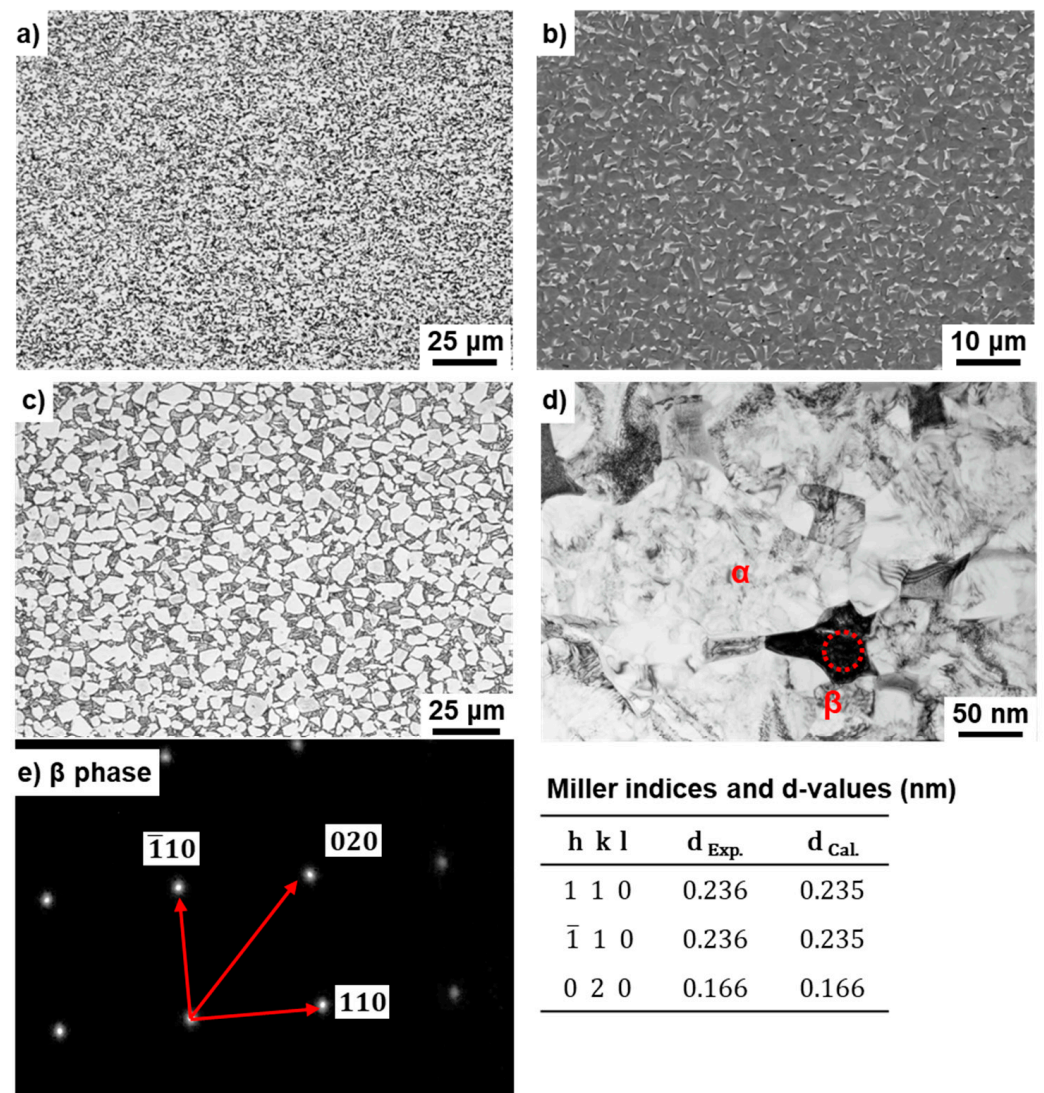 a)
25 µm
b)
10 µm
c)
25 µm
d)
α
β
50 nm
e) β phase
1̅10
020
110
Miller indices and d-values (nm)
h k l d Exp. d Cal.
1 1 0 0.236 0.235
1̅ 1 0 0.236 0.235
0 2 0 0.166 0.166